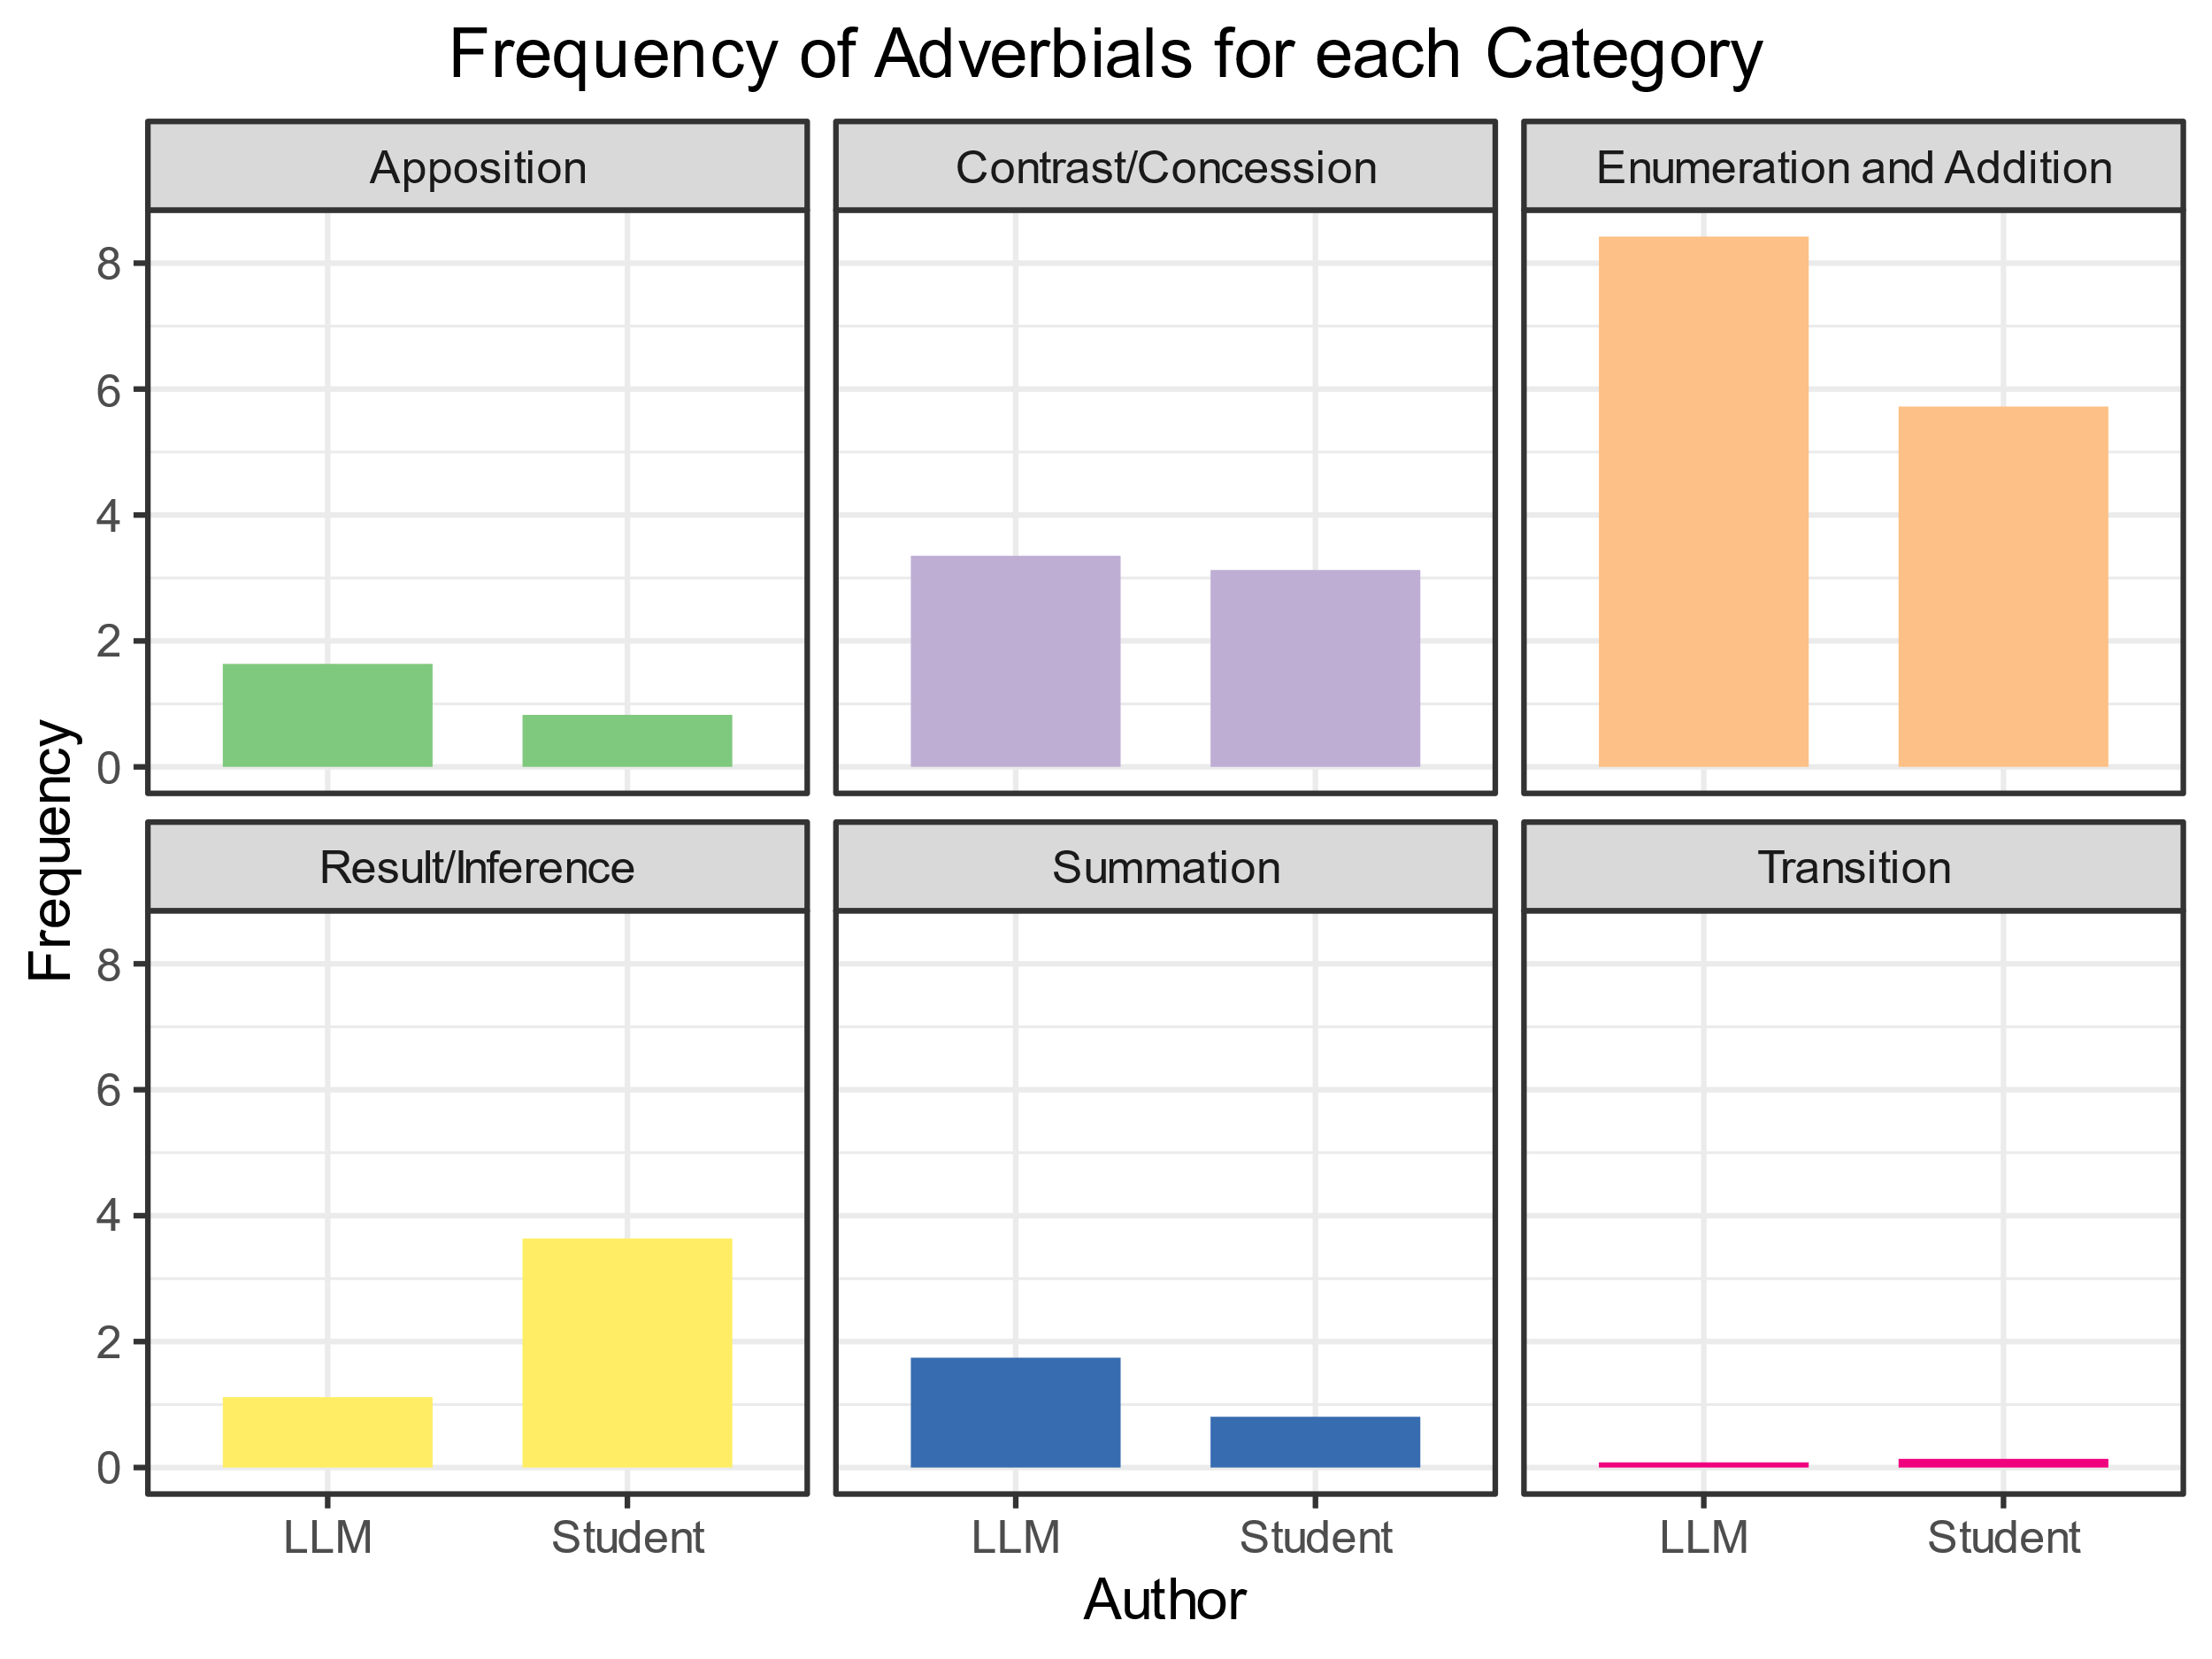 Frequency of Adverbials for each Category
Apposition
Contrast/Concession
Enumeration and Addition
8
6
4
2
0
Frequency
Result/Inference
Summation
Transition
8
6
4
2
0
LLM
Student
LLM
Student
LLM
Student
Author